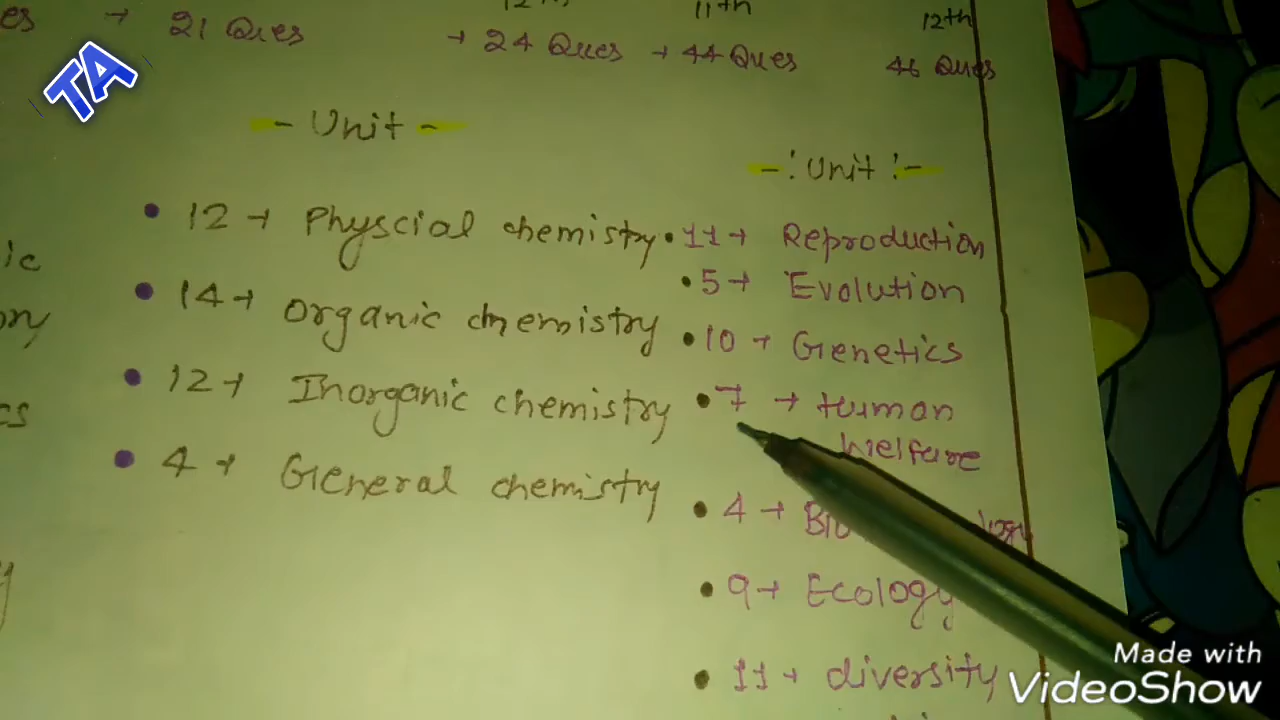 → 21 Ques
11th
12th
→ 24 Ques
→ 44 Ques
46 Ques
TA
- Unit -
-: Unit :-
• 12 → Physcial chemistry
• 14 → Organic chemistry
• 12 → Inorganic chemistry
• 4 → General chemistry
• 11 → Reproduction
• 5 → Evolution
• 10 → Genetics
• 7 → Human
welfare
• 4 →
• 9 → Ecology
• 11 → diversity
Made with
VideoShow